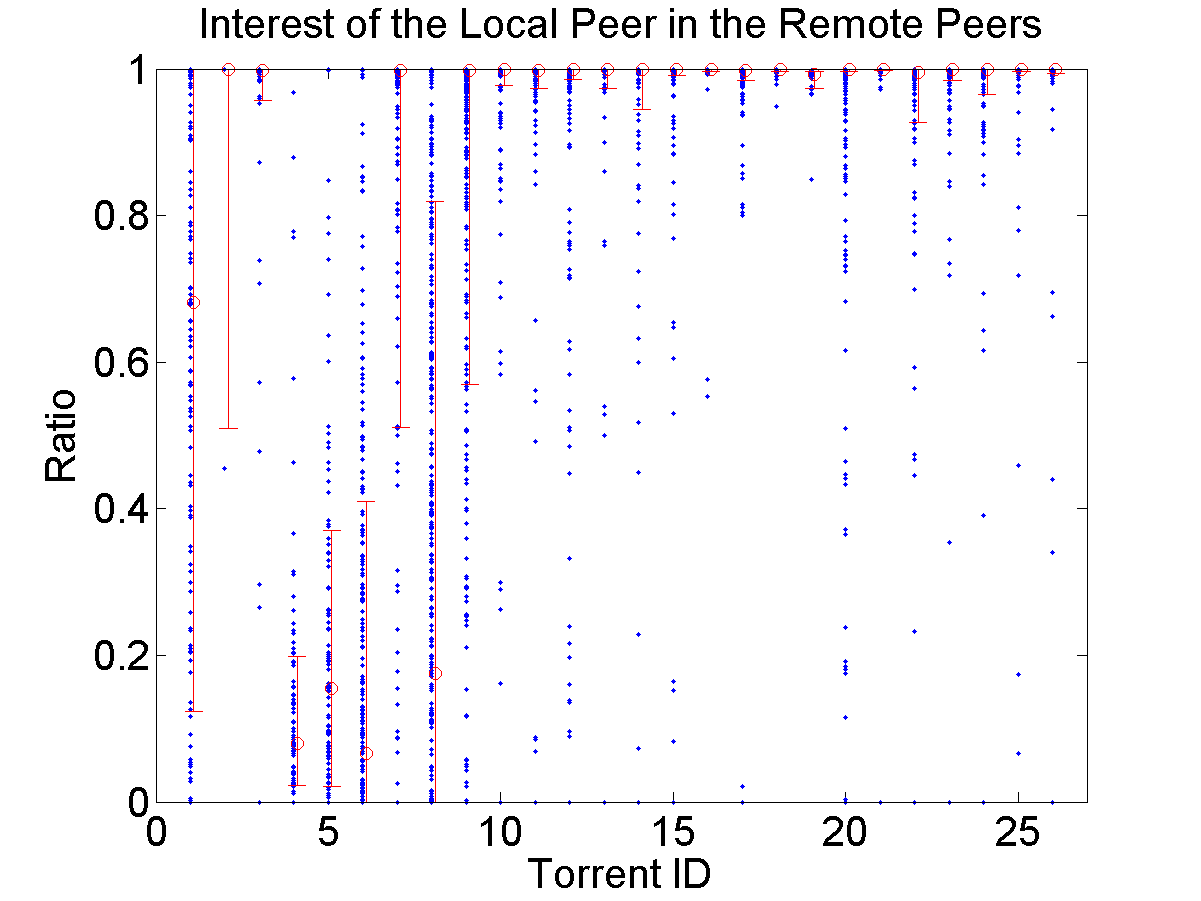 Interest of the Local Peer in the Remote Peers
1
0.8
0.6
0.4
0.2
0
Ratio
0 5 10 15 20 25
Torrent ID